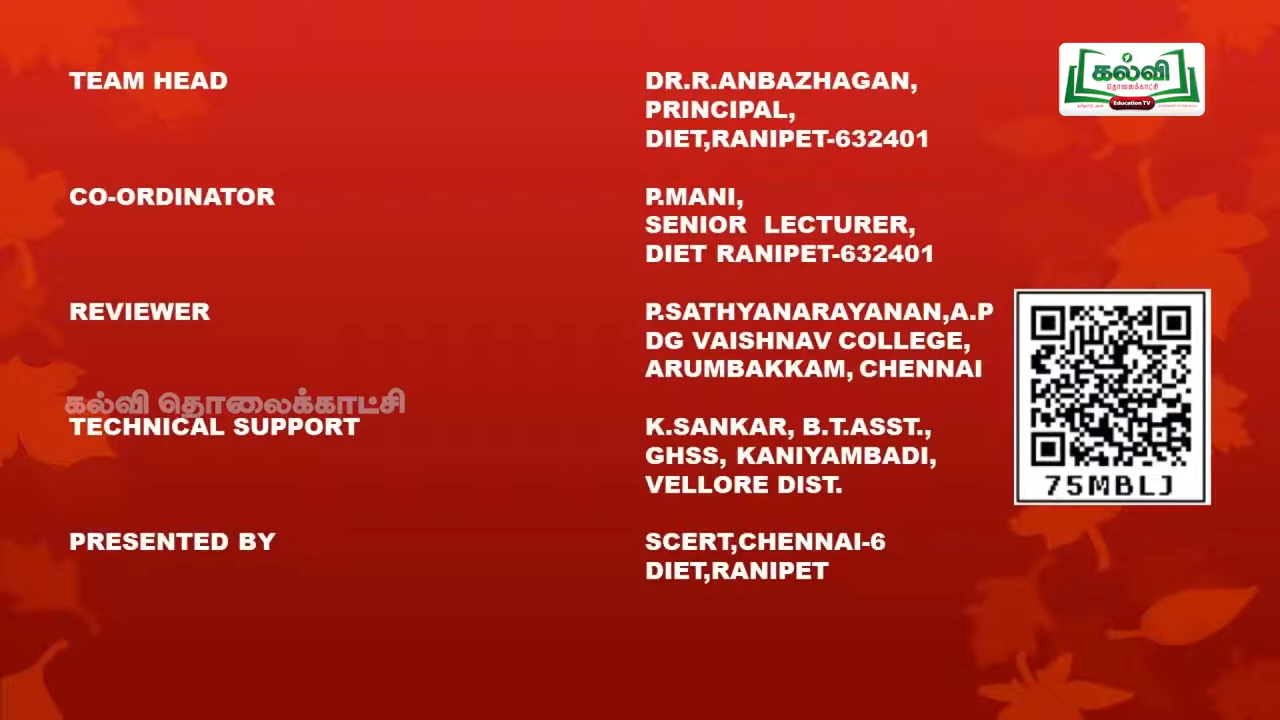 TEAM HEAD
DR.R.ANBAZHAGAN,
PRINCIPAL,
DIET,RANIPET-632401
கல்வி
தொலைக்காட்சி
Education TV
CO-ORDINATOR
P.MANI,
SENIOR LECTURER,
DIET RANIPET-632401
REVIEWER
P.SATHYANARAYANAN,A.P
DG VAISHNAV COLLEGE,
ARUMBAKKAM, CHENNAI
கல்வி தொலைக்காட்சி
TECHNICAL SUPPORT
K.SANKAR, B.T.ASST.,
GHSS, KANIYAMBADI,
VELLORE DIST.
75MBLJ
PRESENTED BY
SCERT,CHENNAI-6
DIET,RANIPET